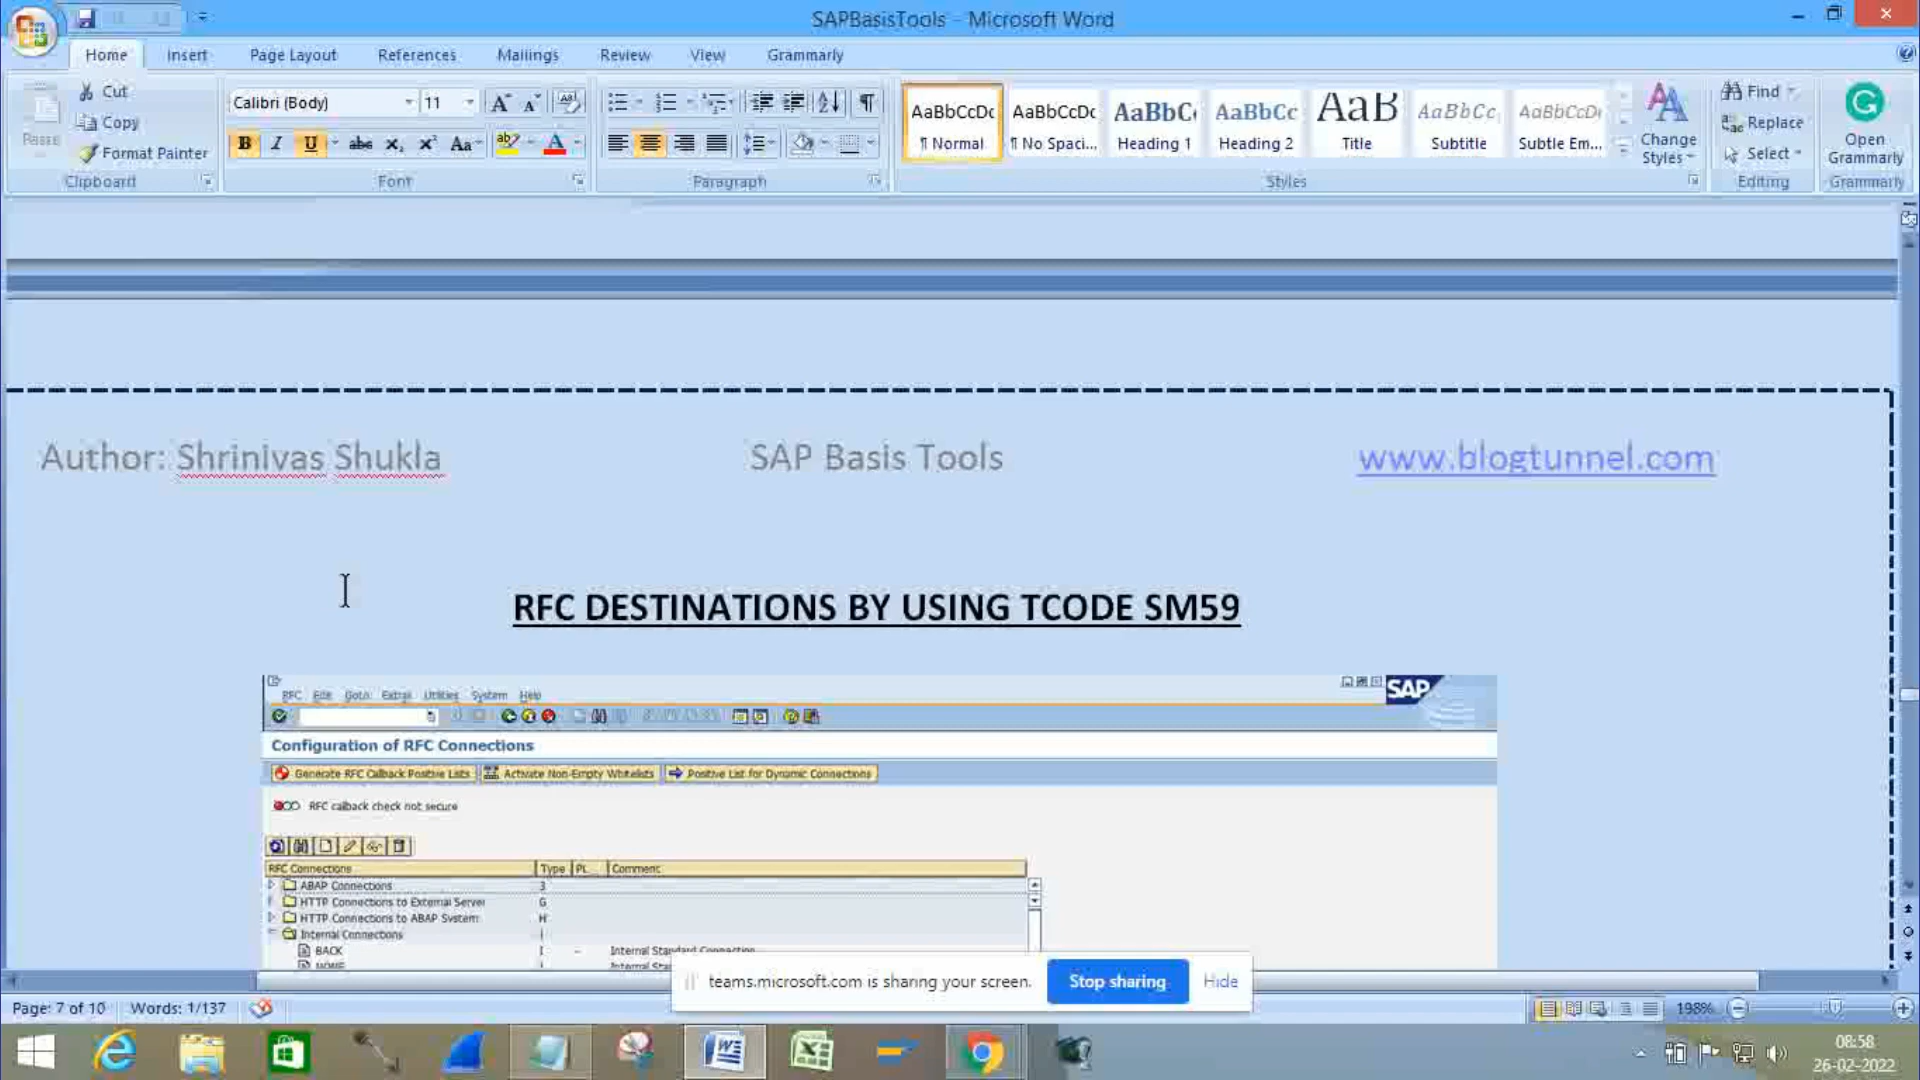 SAPBasisTools - Microsoft Word
Home Insert Page Layout References Mailings Review View Grammarly
Paste
Cut
Copy
Format Painter
Clipboard
Calibri (Body) 11
Font
Paragraph
AaBbCcDc AaBbCcDc AaBbC AaBbCc AaB AaBbCc. AaBbCcDi
¶ Normal ¶ No Spaci... Heading 1 Heading 2 Title Subtitle Subtle Em...
Change Styles
Styles
Find
Replace
Select
Editing
Open Grammarly
Grammarly
Author: Shrinivas Shukla SAP Basis Tools www.blogtunnel.com
RFC DESTINATIONS BY USING TCODE SM59
RFC Edit Goto Extras Utilities System Help
SAP
Configuration of RFC Connections
Generate RFC Callback Positive Lists Activate Non-Empty Whitelists Positive List for Dynamic Connections
RFC callback check not secure
RFC Connections Type Comment
ABAP Connections 3
HTTP Connections to External Server G
HTTP Connections to ABAP System H
Internal Connections I
BACK I - Internal Standard Connection
NONE
teams.microsoft.com is sharing your screen. Stop sharing Hide
Page: 7 of 10 Words: 1/137 198%
08:58
26-02-2022